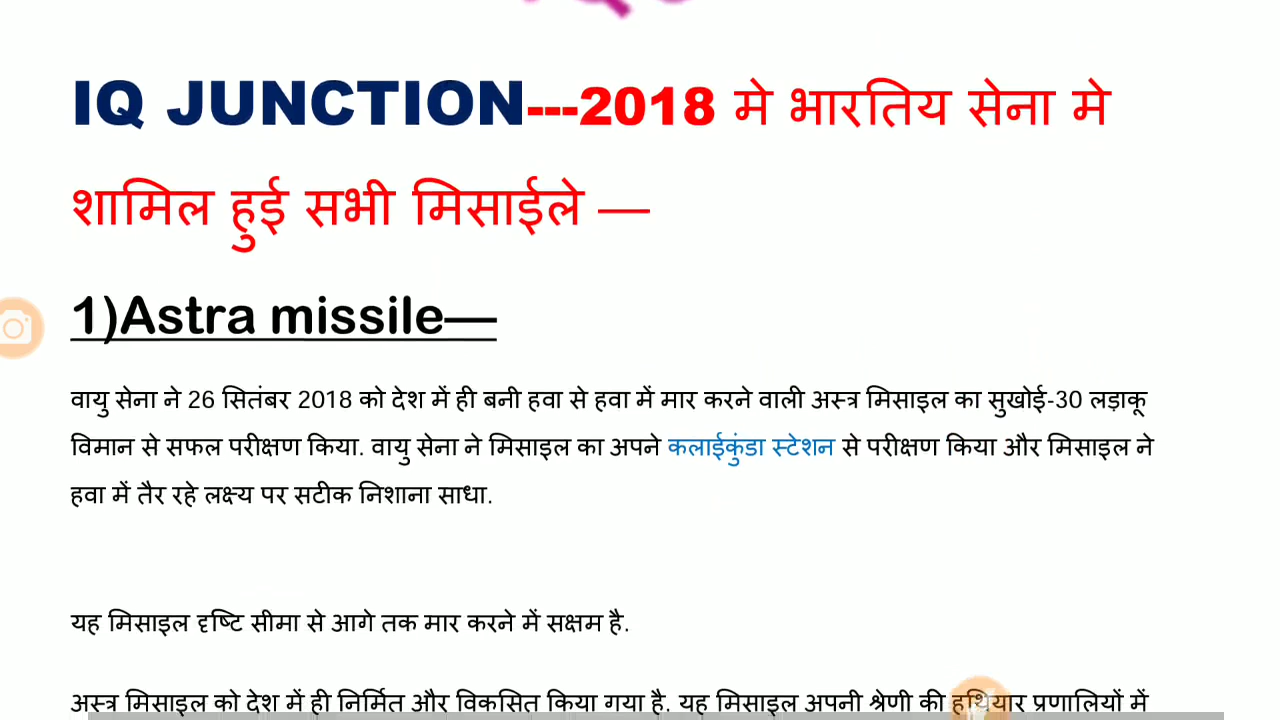 IQ JUNCTION---2018 मे भारतिय सेना मे
शामिल हुई सभी मिसाईले —
1)Astra missile—
वायु सेना ने 26 सितंबर 2018 को देश में ही बनी हवा से हवा में मार करने वाली अस्त्र मिसाइल का सुखोई-30 लड़ाकू
विमान से सफल परीक्षण किया. वायु सेना ने मिसाइल का अपने कलाईकुंडा स्टेशन से परीक्षण किया और मिसाइल ने
हवा में तैर रहे लक्ष्य पर सटीक निशाना साधा.
यह मिसाइल दृष्टि सीमा से आगे तक मार करने में सक्षम है.
अस्त्र मिसाइल को देश में ही निर्मित और विकसित किया गया है. यह मिसाइल अपनी श्रेणी की हथियार प्रणालियों में